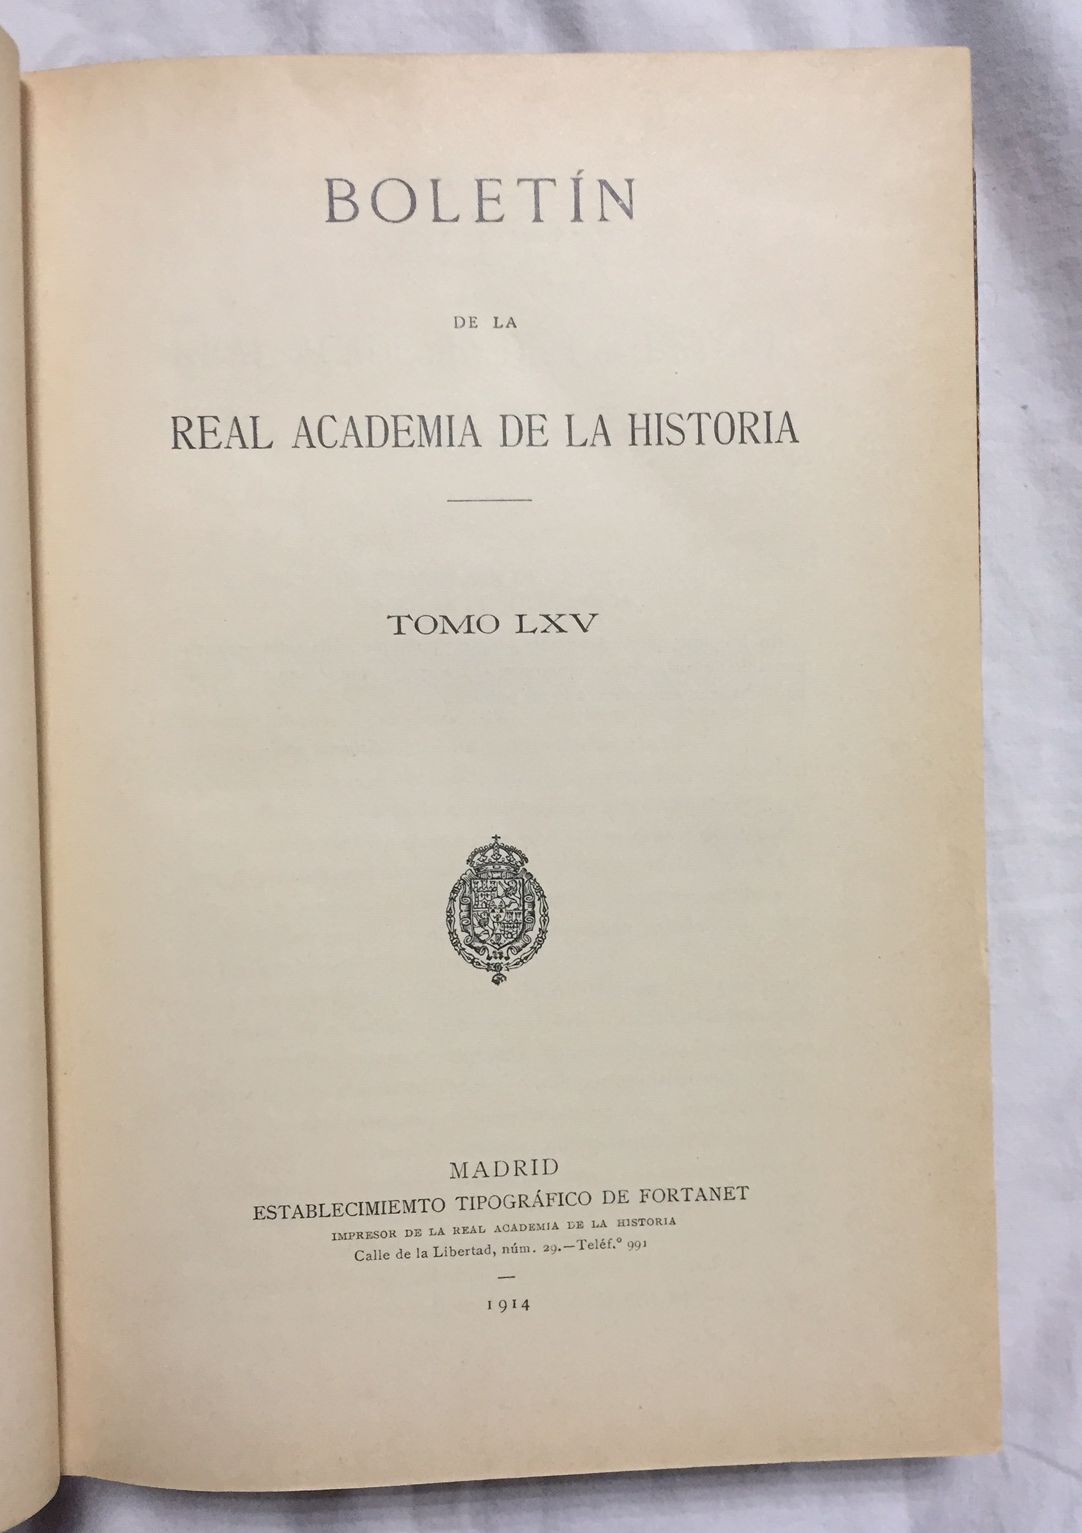 BOLETÍN
DE LA
REAL ACADEMIA DE LA HISTORIA
TOMO LXV
MADRID
ESTABLECIMIEMTO TIPOGRÁFICO DE FORTANET
IMPRESOR DE LA REAL ACADEMIA DE LA HISTORIA
Calle de la Libertad, núm. 29.—Teléf.° 991
1914